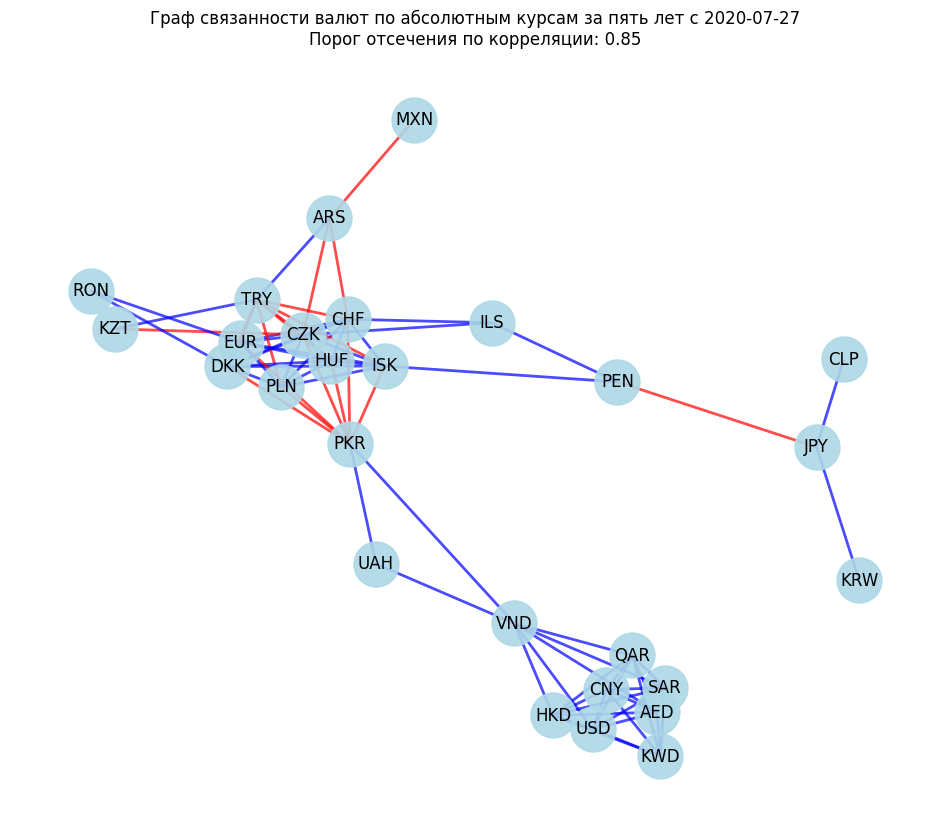 Граф связанности валют по абсолютным курсам за пять лет с 2020-07-27
Порог отсечения по корреляции: 0.85
MXN
ARS
RON
TRY
KZT
CHF
ILS
CZK
EUR
HUF
DKK
ISK
PLN
CLP
PEN
PKR
JPY
UAH
KRW
VND
QAR
CNY
SAR
HKD
AED
USD
KWD